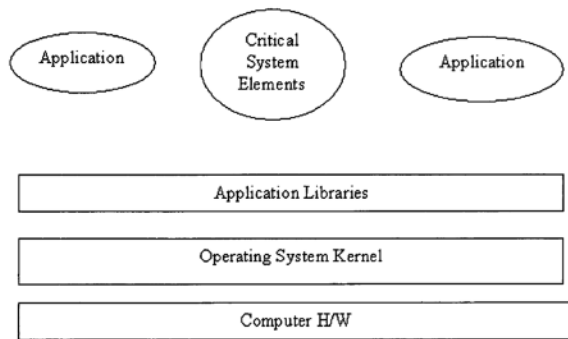 Application
Critical
System
Elements
Application
Application Libraries
Operating System Kernel
Computer H/W